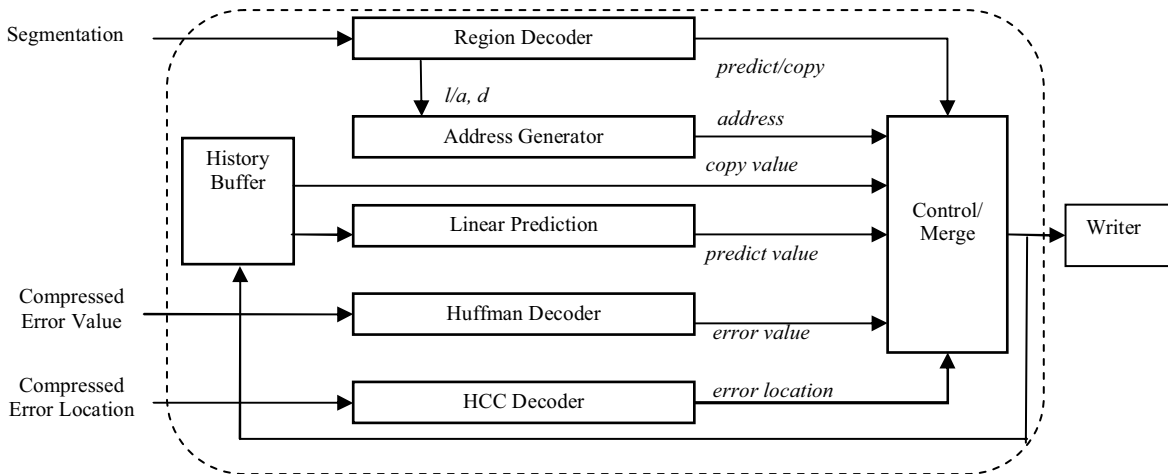 Segmentation
Region Decoder
predict/copy
l/a, d
Address Generator
address
History
Buffer
copy value
Control/
Merge
Writer
Linear Prediction
predict value
Compressed
Error Value
Huffman Decoder
error value
Compressed
Error Location
HCC Decoder
error location